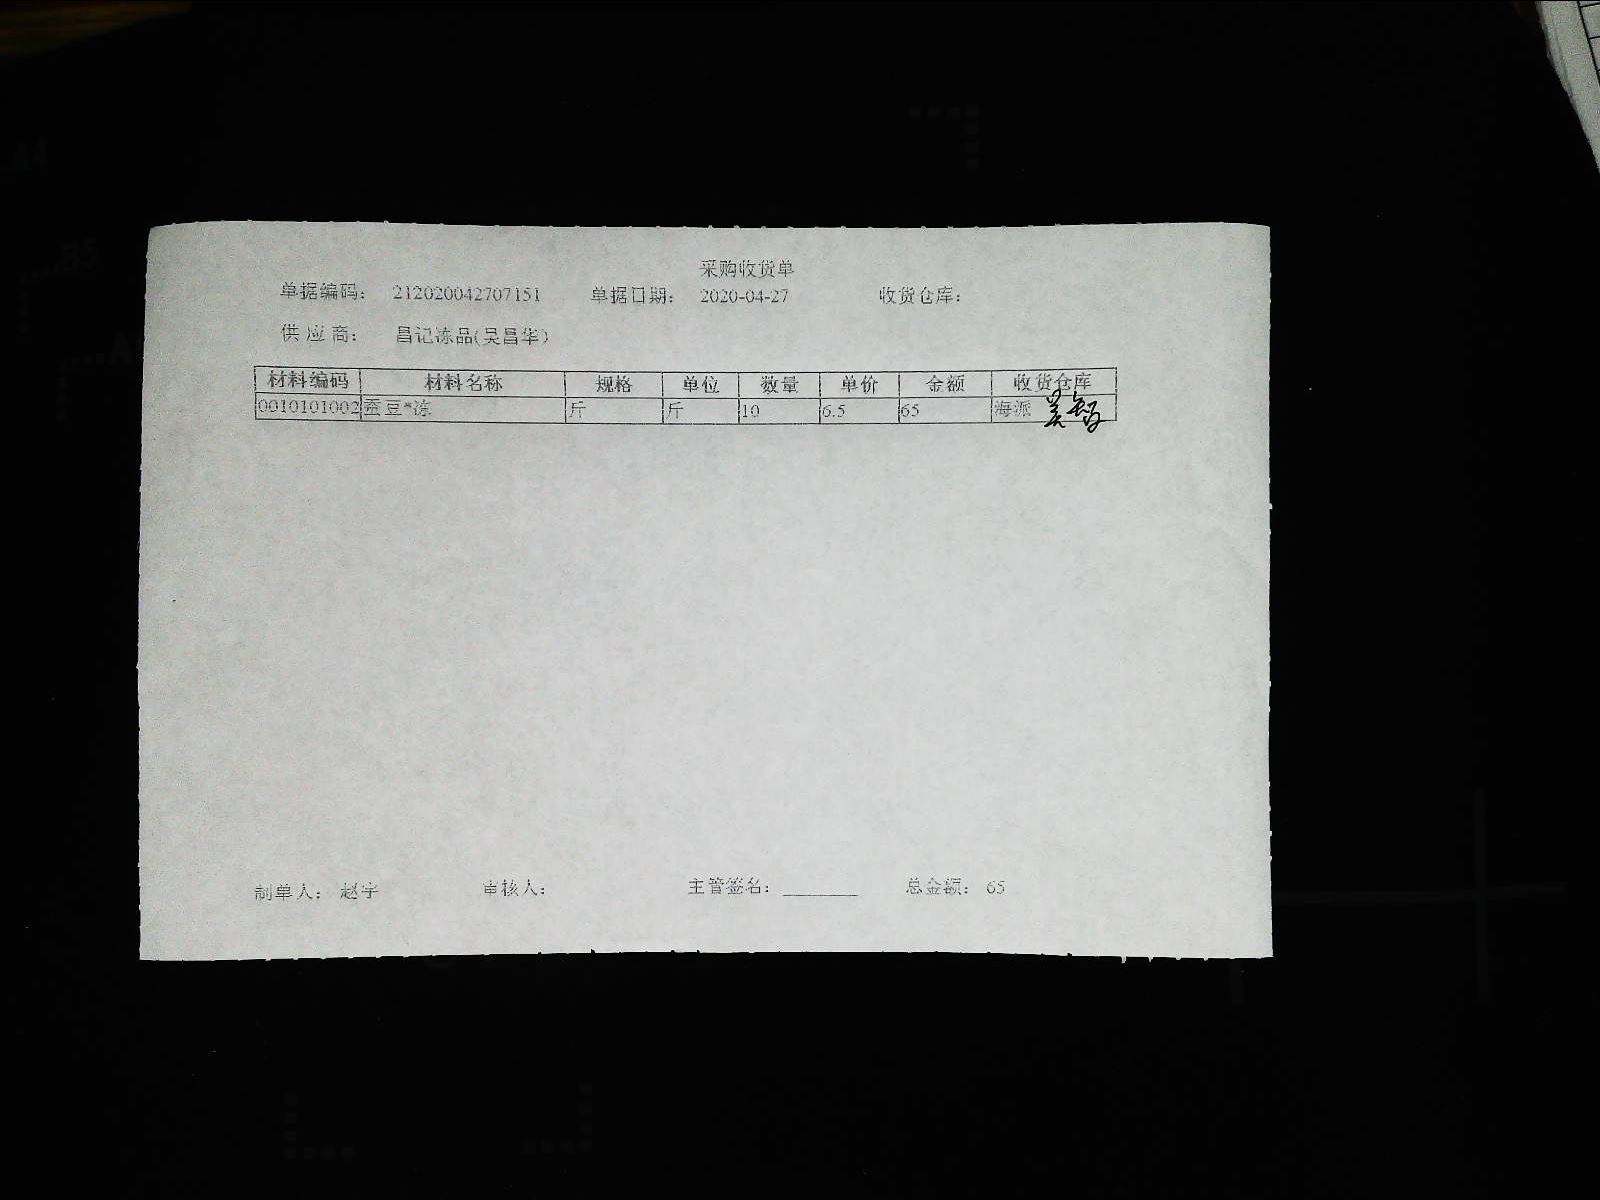 采购收货单
单据编码： 212020042707151 单据日期： 2020-04-27 收货仓库：
供应商： 昌记冻品(吴昌华)
材料编码 材料名称 规格 单位 数量 单价 金额 收货仓库
0010101002 蚕豆*冻 斤 斤 10 6.5 65 海派
制单人： 赵宇 审核人： 主管签名： ________ 总金额： 65